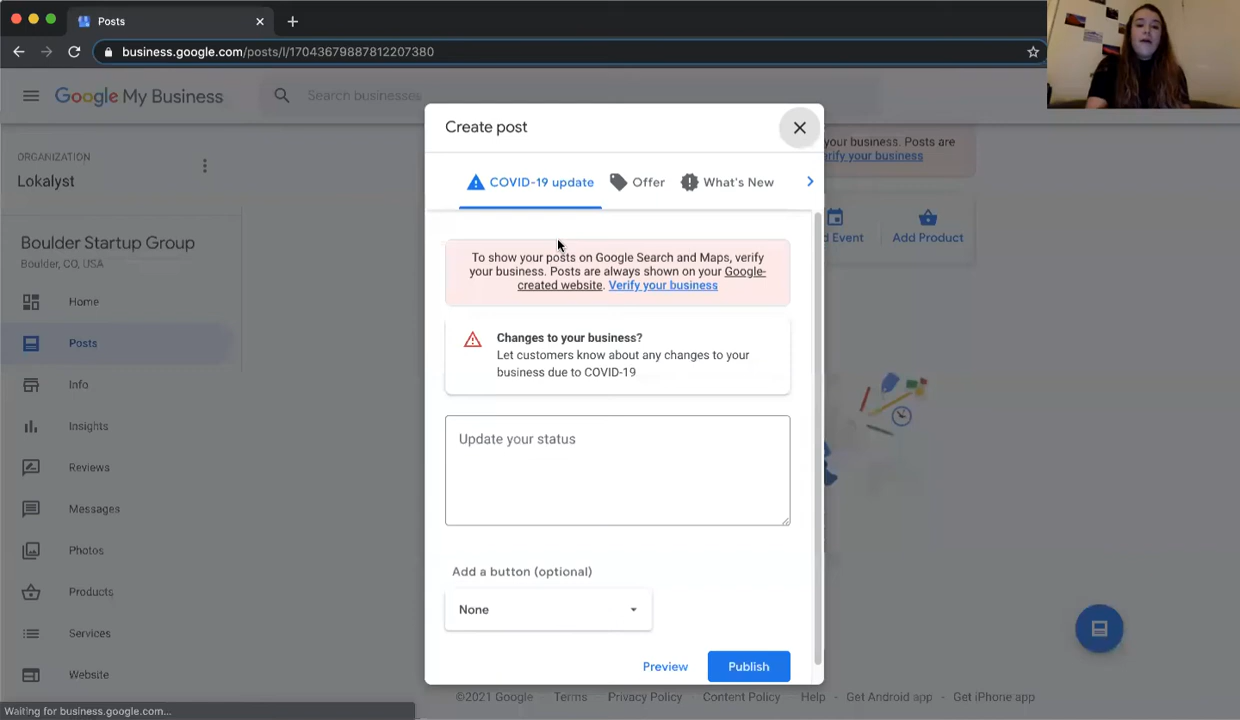 Posts
business.google.com/posts/l/17043679887812207380
Google My Business
Search businesses
ORGANIZATION
Lokalyst
Boulder Startup Group
Boulder, CO, USA
Home
Posts
Info
Insights
Reviews
Messages
Photos
Products
Services
Website
Create post
COVID-19 update
Offer
What's New
To show your posts on Google Search and Maps, verify
your business. Posts are always shown on your Google-
created website. Verify your business
Changes to your business?
Let customers know about any changes to your
business due to COVID-19
Update your status
Add a button (optional)
None
Preview
Publish
your business. Posts are
erify your business
d Event
Add Product
©2021 Google
Terms
Privacy Policy
Content Policy
Help
Get Android app
Get iPhone app
Waiting for business.google.com...